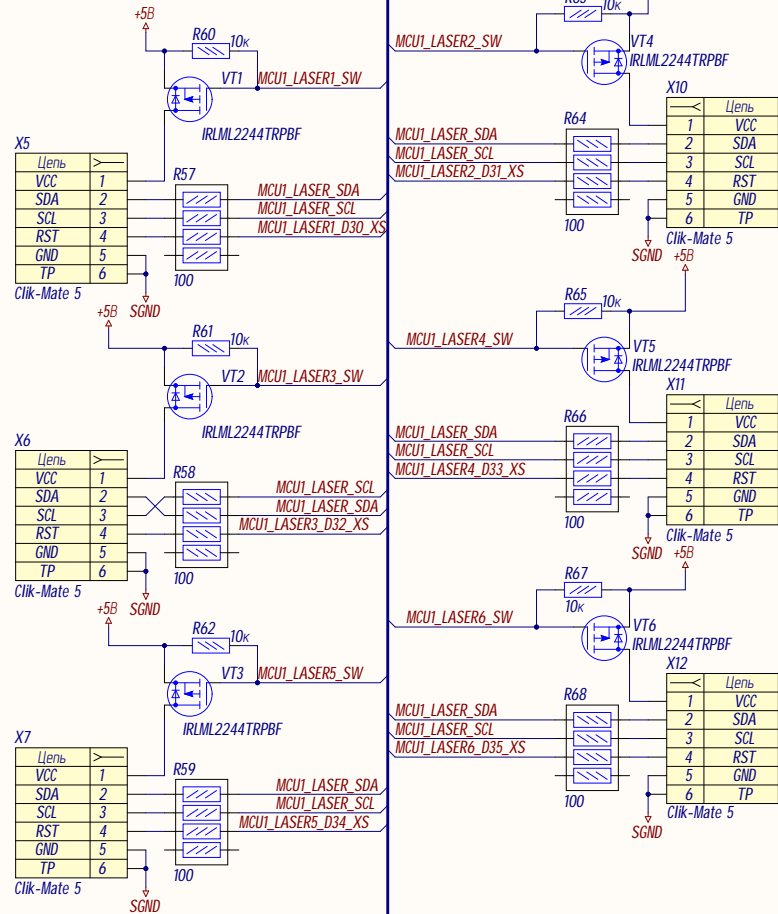 +5В
R60
10к
VT1
MCU1_LASER1_SW
IRLML2244TRPBF
X5
Цепь
VCC 1
SDA 2
SCL 3
RST 4
GND 5
TP 6
Clik-Mate 5
R57
100
MCU1_LASER_SDA
MCU1_LASER_SCL
MCU1_LASER1_D30_XS
SGND
+5В
R61
10к
VT2
MCU1_LASER3_SW
IRLML2244TRPBF
X6
Цепь
VCC 1
SDA 2
SCL 3
RST 4
GND 5
TP 6
Clik-Mate 5
R58
100
MCU1_LASER_SCL
MCU1_LASER_SDA
MCU1_LASER3_D32_XS
SGND
+5В
R62
10к
VT3
MCU1_LASER5_SW
IRLML2244TRPBF
X7
Цепь
VCC 1
SDA 2
SCL 3
RST 4
GND 5
TP 6
Clik-Mate 5
R59
100
MCU1_LASER_SDA
MCU1_LASER_SCL
MCU1_LASER5_D34_XS
SGND
10к
MCU1_LASER2_SW
VT4
IRLML2244TRPBF
X10
Цепь
1 VCC
2 SDA
3 SCL
4 RST
5 GND
6 TP
Clik-Mate 5
R64
100
MCU1_LASER_SDA
MCU1_LASER_SCL
MCU1_LASER2_D31_XS
SGND
+5В
R65
10к
MCU1_LASER4_SW
VT5
IRLML2244TRPBF
X11
Цепь
1 VCC
2 SDA
3 SCL
4 RST
5 GND
6 TP
Clik-Mate 5
R66
100
MCU1_LASER_SDA
MCU1_LASER_SCL
MCU1_LASER4_D33_XS
SGND
+5В
R67
10к
MCU1_LASER6_SW
VT6
IRLML2244TRPBF
X12
Цепь
1 VCC
2 SDA
3 SCL
4 RST
5 GND
6 TP
Clik-Mate 5
R68
100
MCU1_LASER_SDA
MCU1_LASER_SCL
MCU1_LASER6_D35_XS
SGND